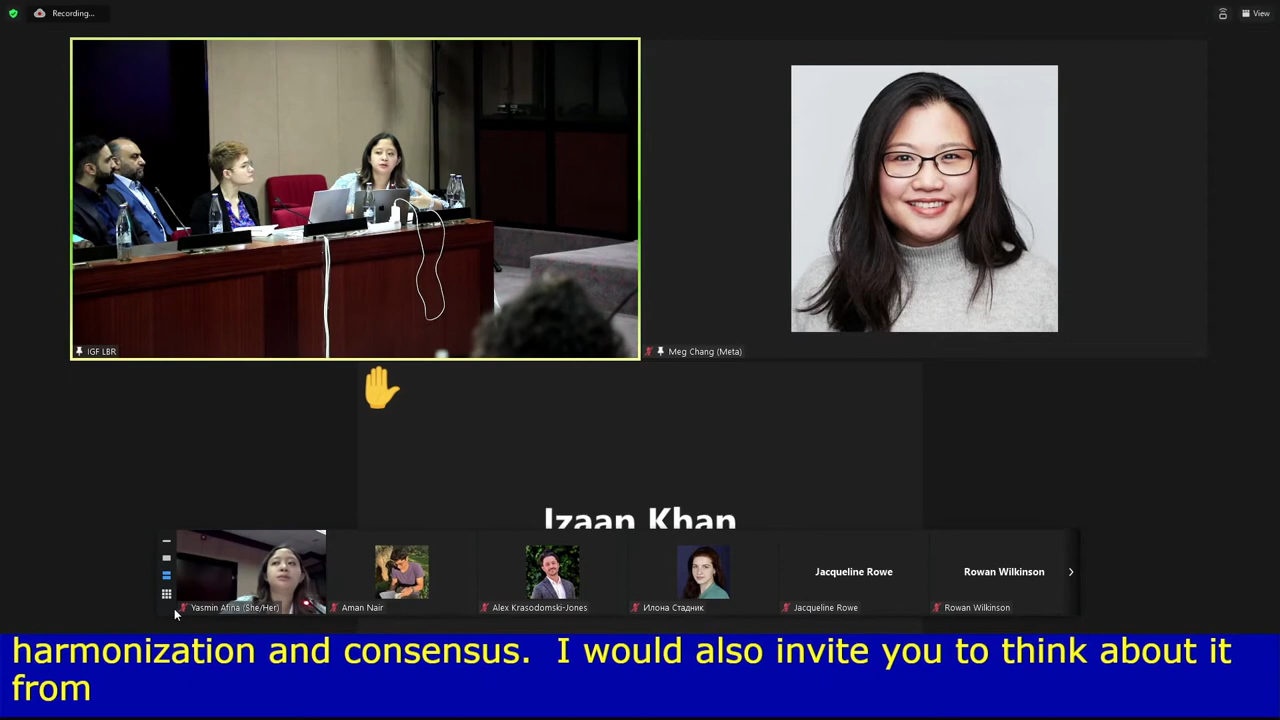 Recording...
View
IGF LBR
Meg Chang (Meta)
Izaan Khan
Jacqueline Rowe
Rowan Wilkinson
Yasmin Afina (She/Her)
Aman Nair
Alex Krasodomski-Jones
Илона Стадник
Jacqueline Rowe
Rowan Wilkinson
harmonization and consensus.  I would also invite you to think about it
from